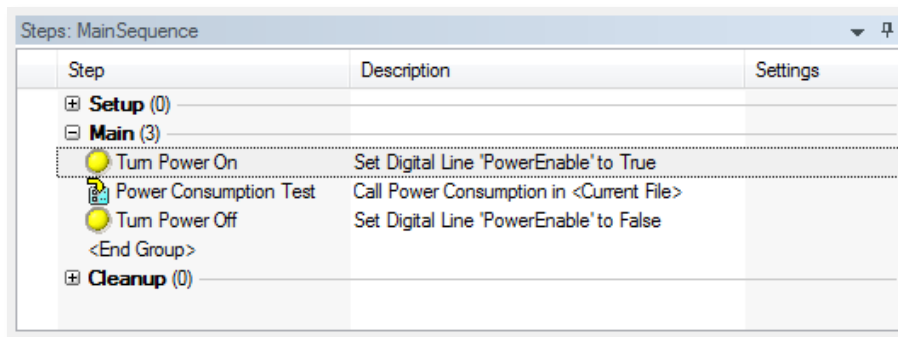 Steps: MainSequence
Step Description Settings
Setup (0)
Main (3)
Turn Power On Set Digital Line 'PowerEnable' to True
Power Consumption Test Call Power Consumption in <Current File>
Turn Power Off Set Digital Line 'PowerEnable' to False
<End Group>
Cleanup (0)